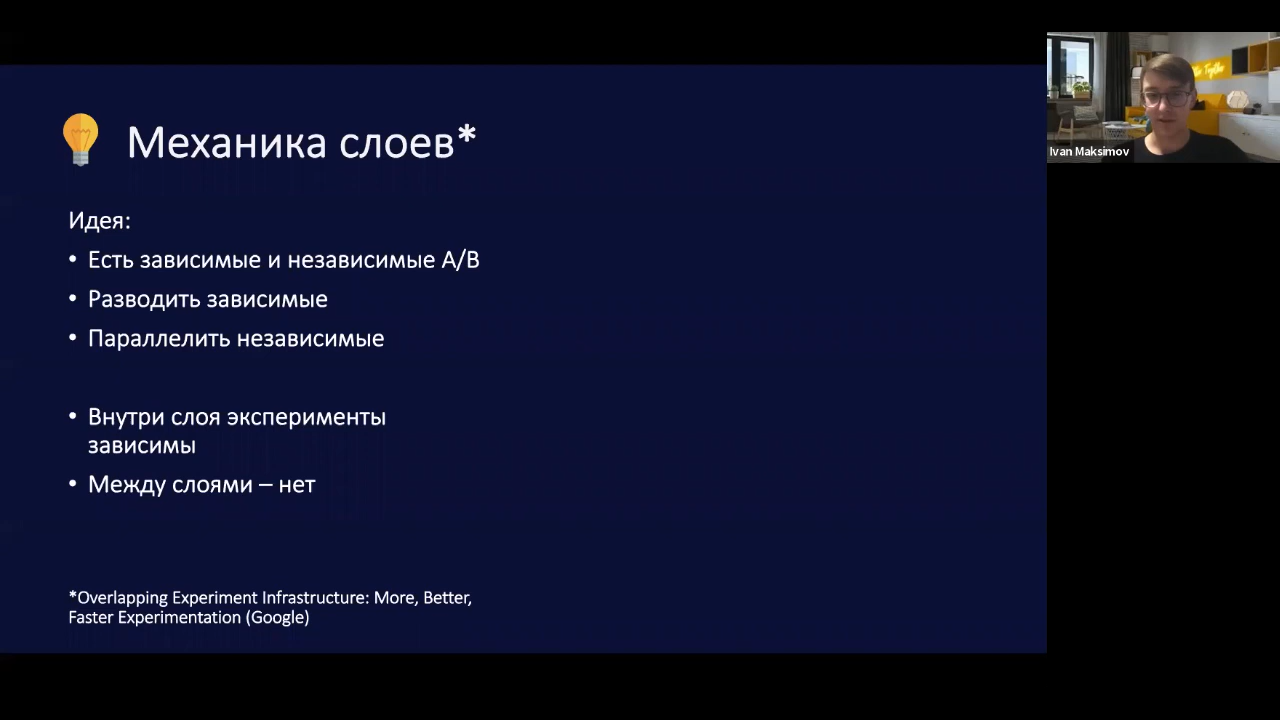 Механика слоев*
Идея:
• Есть зависимые и независимые А/В
• Разводить зависимые
• Параллелить независимые
• Внутри слоя эксперименты
зависимы
• Между слоями – нет
*Overlapping Experiment Infrastructure: More, Better,
Faster Experimentation (Google)
Ivan Maksimov